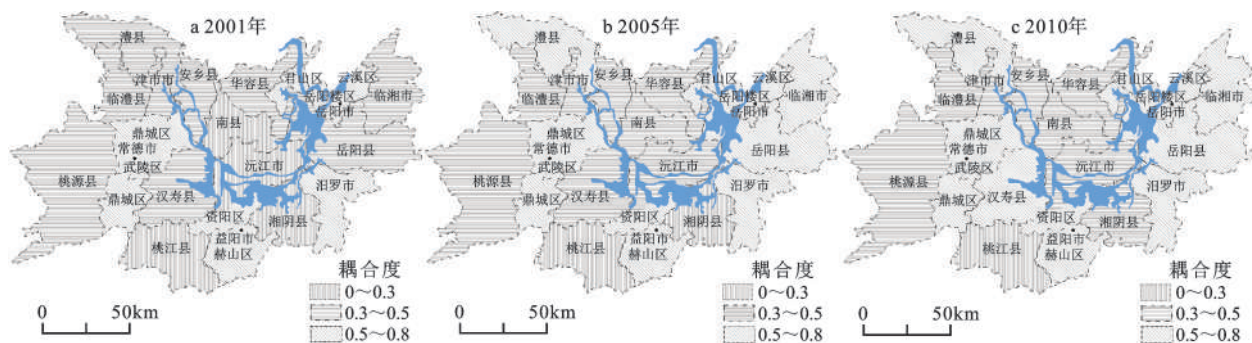 a 2001年
澧县
津市市
安乡县
华容县
君山区
云溪区
临澧县
岳阳楼区
岳阳市
临湘市
南县
鼎城区
常德市
武陵区
沅江市
岳阳县
桃源县
鼎城区
汉寿县
汨罗市
资阳区
湘阴县
桃江县
益阳市
赫山区
耦合度
0～0.3
0.3～0.5
0.5～0.8
0 50km
b 2005年
澧县
津市市
安乡县
华容县
君山区
云溪区
临澧县
岳阳楼区
岳阳市
临湘市
南县
鼎城区
常德市
武陵区
沅江市
岳阳县
桃源县
鼎城区
汉寿县
汨罗市
资阳区
湘阴县
桃江县
益阳市
赫山区
耦合度
0～0.3
0.3～0.5
0.5～0.8
0 50km
c 2010年
澧县
津市市
安乡县
华容县
君山区
云溪区
临澧县
岳阳楼区
岳阳市
临湘市
南县
鼎城区
常德市
武陵区
沅江市
岳阳县
桃源县
鼎城区
汉寿县
汨罗市
资阳区
湘阴县
桃江县
益阳市
赫山区
耦合度
0～0.3
0.3～0.5
0.5～0.8
0 50km